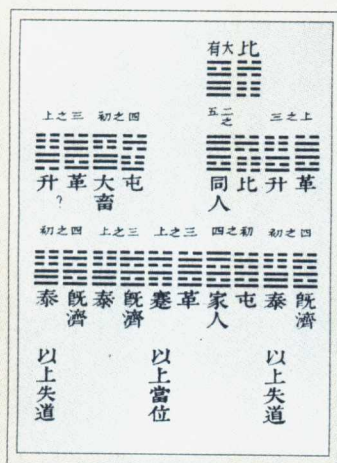 比
大有
上之三
二之五
四之初
三之上
革
升
比
同人
屯
大畜
革
升
?
四之初
初之四
三之上
三之上
四之初
既濟
泰
屯
家人
革
蹇
既濟
泰
既濟
泰
以上失道
以上當位
以上失道